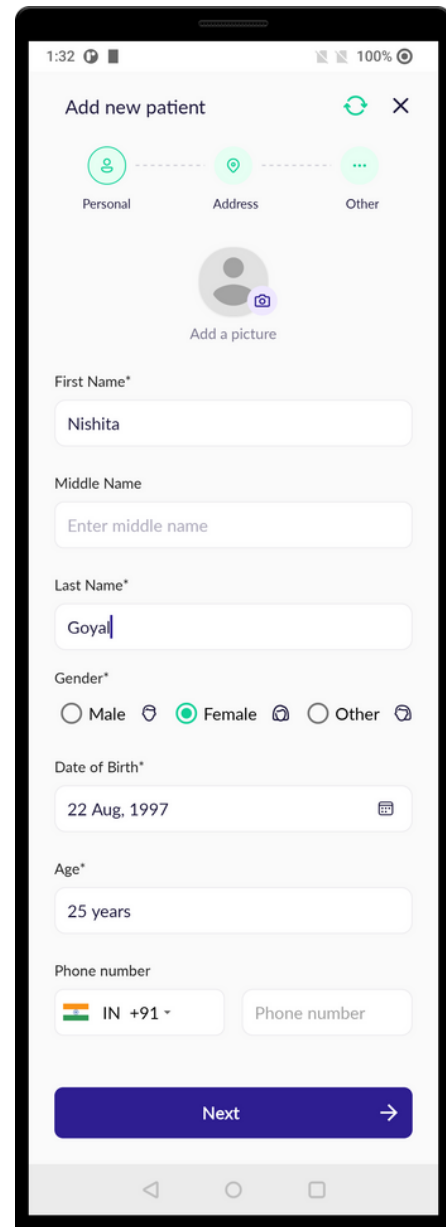 1:32 100%
Add new patient
Personal Address Other
Add a picture
First Name*
Nishita
Middle Name
Enter middle name
Last Name*
Goyal
Gender*
Male Female Other
Date of Birth*
22 Aug, 1997
Age*
25 years
Phone number
IN +91 Phone number
Next